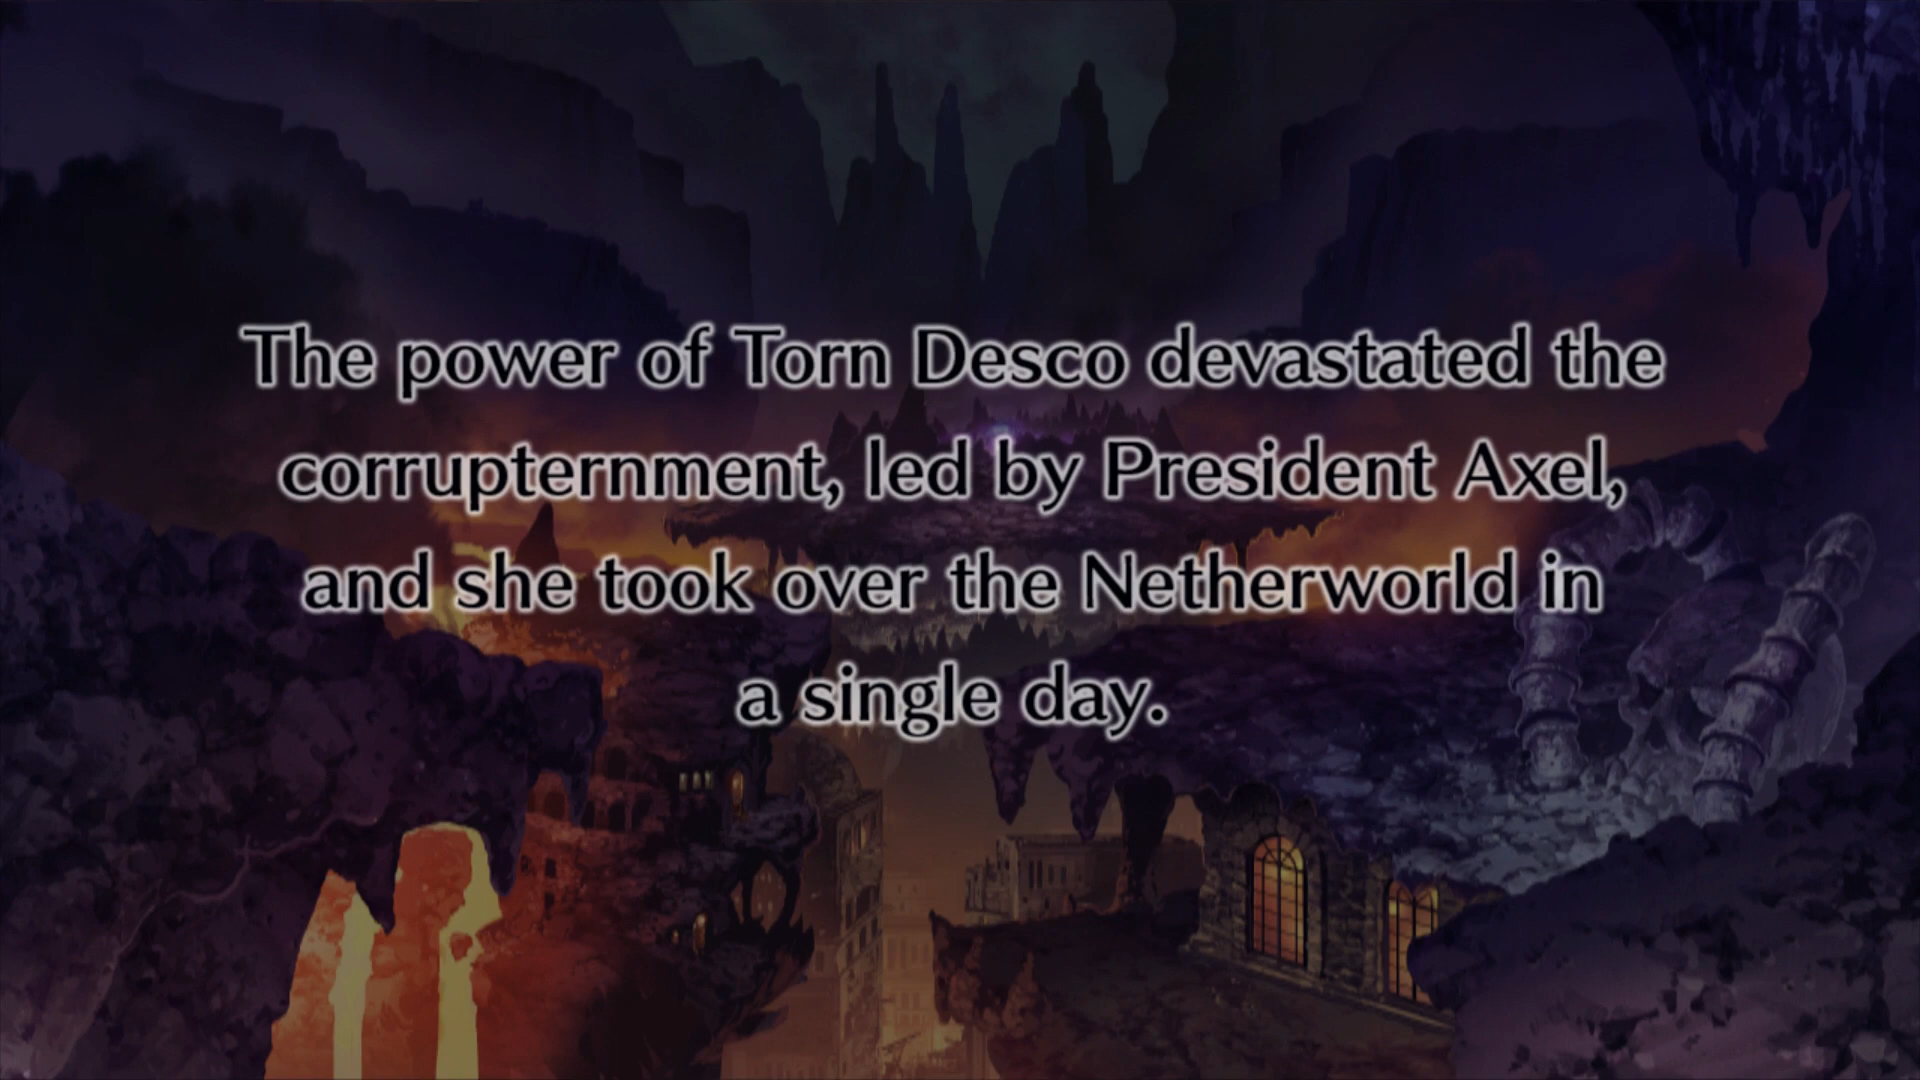 The power of Torn Desco devastated the
corrupternment, led by President Axel,
and she took over the Netherworld in
a single day.